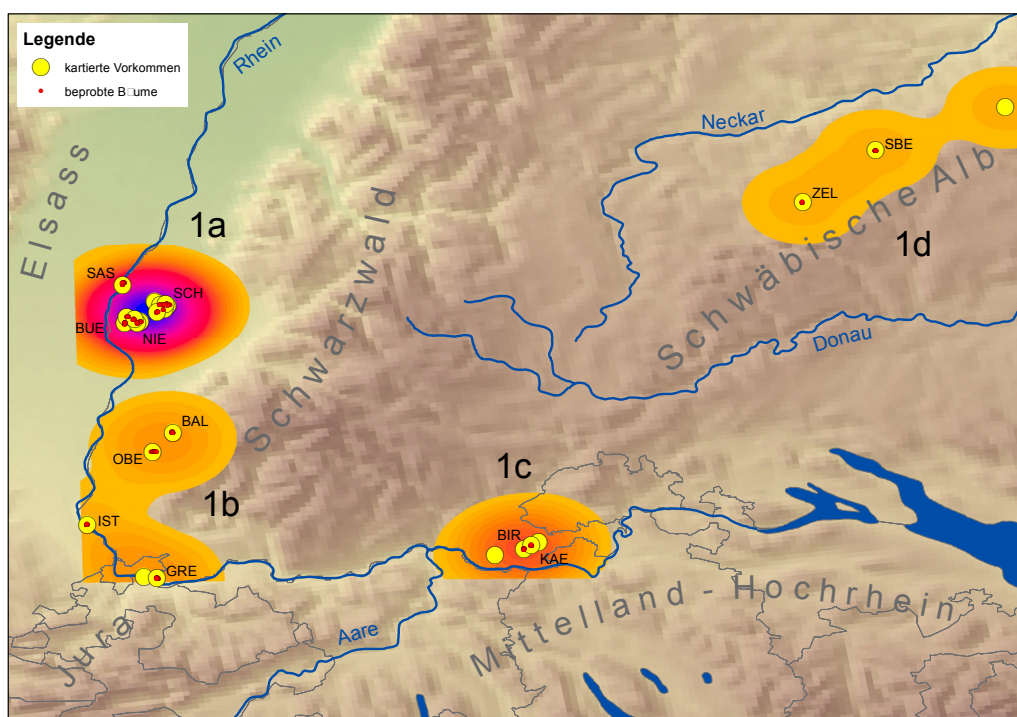 Legende
kartierte Vorkommen
beprobte B□ume
Rhein
Neckar
Elsass
SBE
ZEL
Schwäbische Alb
1a
1d
SAS
SCH
BUE
NIE
Schwarzwald
Donau
BAL
OBE
1b
1c
IST
BIR
KAE
GRE
Jura
Aare
Mittelland - Hochrhein